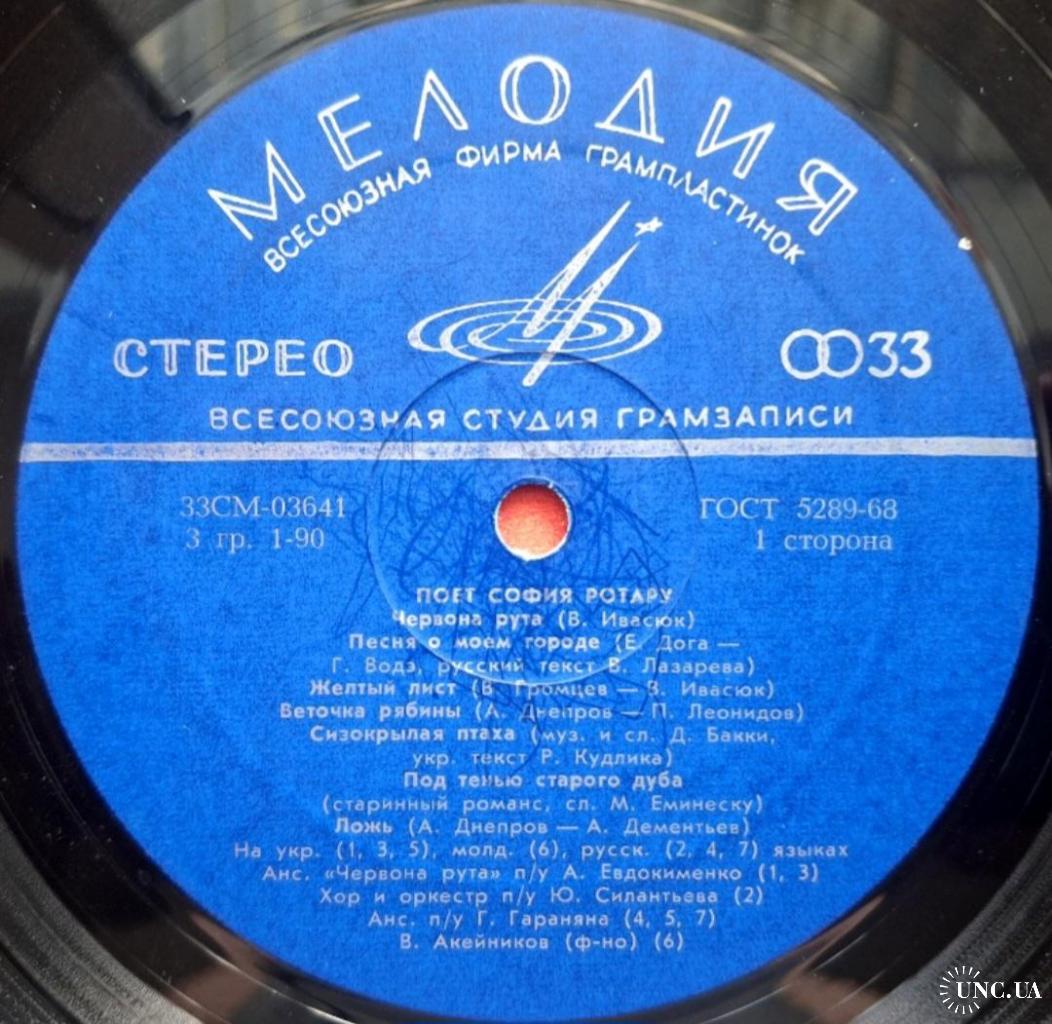 МЕЛОДИЯ
ВСЕСОЮЗНАЯ ФИРМА ГРАМПЛАСТИНОК
СТЕРЕО
33
ВСЕСОЮЗНАЯ СТУДИЯ ГРАМЗАПИСИ
33СМ-03641
ГОСТ 5289-68
3 гр. 1-90
1 сторона
ПОЕТ СОФИЯ РОТАРУ
Червона рута (В. Ивасюк)
Песня о моем городе (Е. Дога —
Г. Водэ, русский текст В. Лазарева)
Желтый лист (В. Громцев — В. Ивасюк)
Веточка рябины (А. Днепров — П. Леонидов)
Сизокрылая птаха (муз. и сл. Д. Бакки,
укр. текст Р. Кудлика)
Под тенью старого дуба
(старинный романс, сл. М. Еминеску)
Ложь (А. Днепров — А. Дементьев)
На укр. (1, 3, 5), молд. (6), русск. (2, 4, 7) языках
Анс. «Червона рута» п/у А. Евдокименко (1, 3)
Хор и оркестр п/у Ю. Силантьева (2)
Анс. п/у Г. Гараняна (4, 5, 7)
В. Акейников (ф-но) (6)
UNC.UA